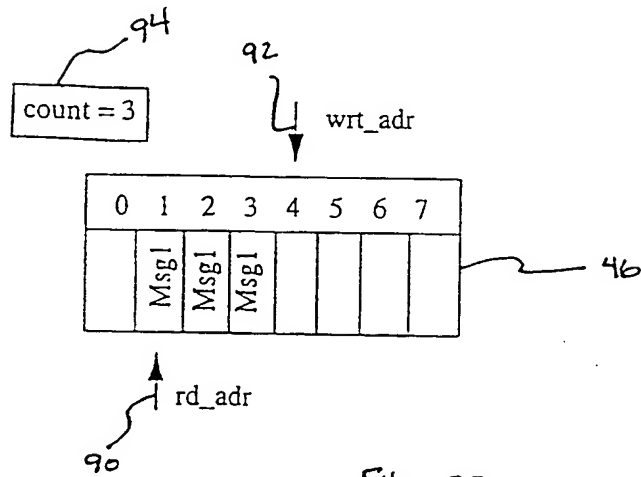 94
92
count = 3
wrt_adr
0 1 2 3 4 5 6 7
Msg1 Msg1 Msg1
46
rd_adr
90